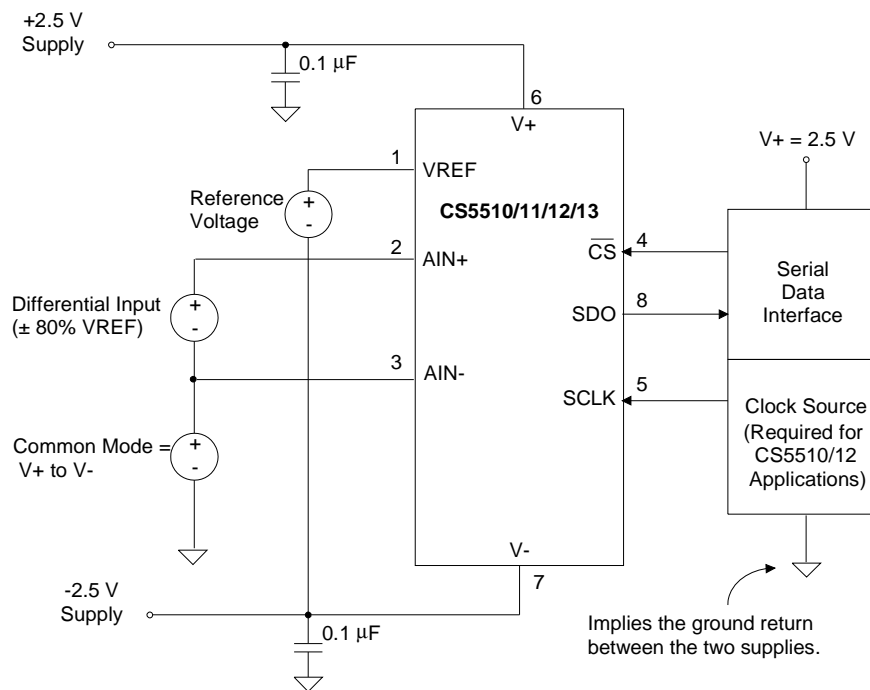 +2.5 V
Supply
0.1 μF
6
V+
V+ = 2.5 V
1
VREF
Reference
Voltage
CS5510/11/12/13
2
AIN+
CS
4
Serial
Data
Interface
Differential Input
(± 80% VREF)
SDO
8
3
AIN-
SCLK
5
Clock Source
(Required for
CS5510/12
Applications)
Common Mode =
V+ to V-
+
-
+
-
+
-
V-
7
-2.5 V
Supply
0.1 μF
Implies the ground return
between the two supplies.